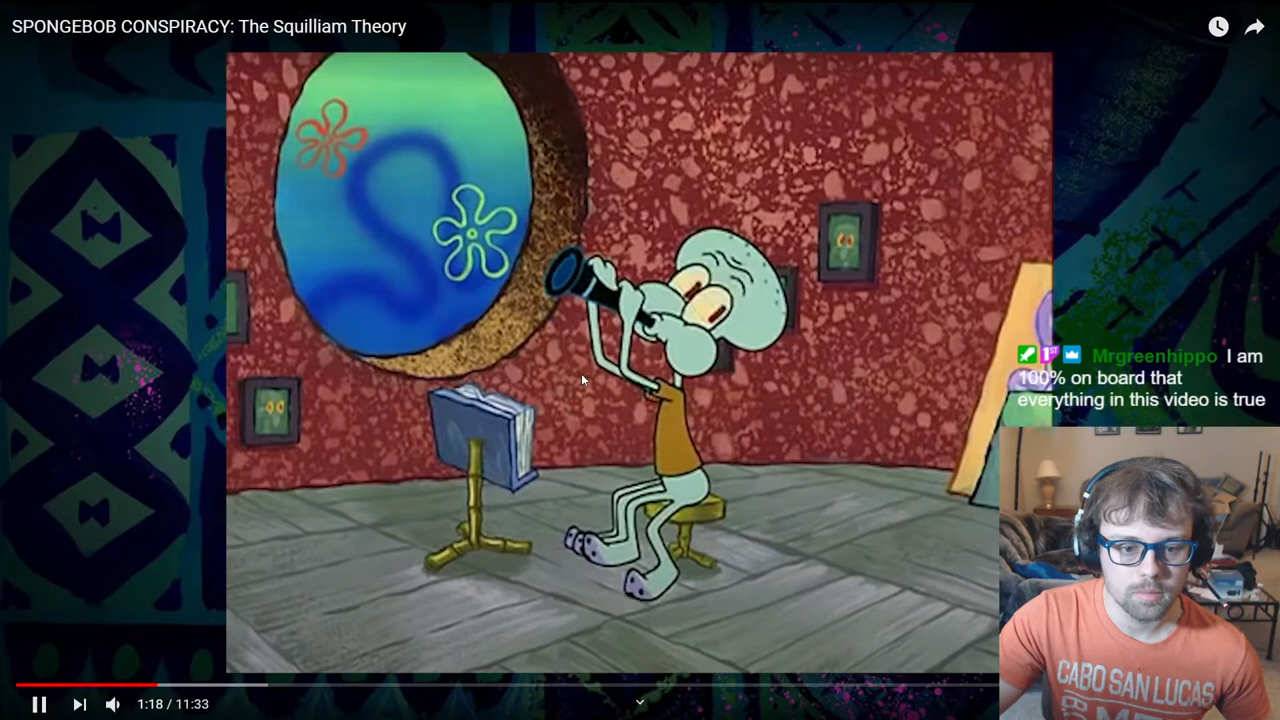 SPONGEBOB CONSPIRACY: The Squilliam Theory
1ST Mrgreenhippo I am
100% on board that
everything in this video is true
CABO SAN LUCAS
1:18 / 11:33